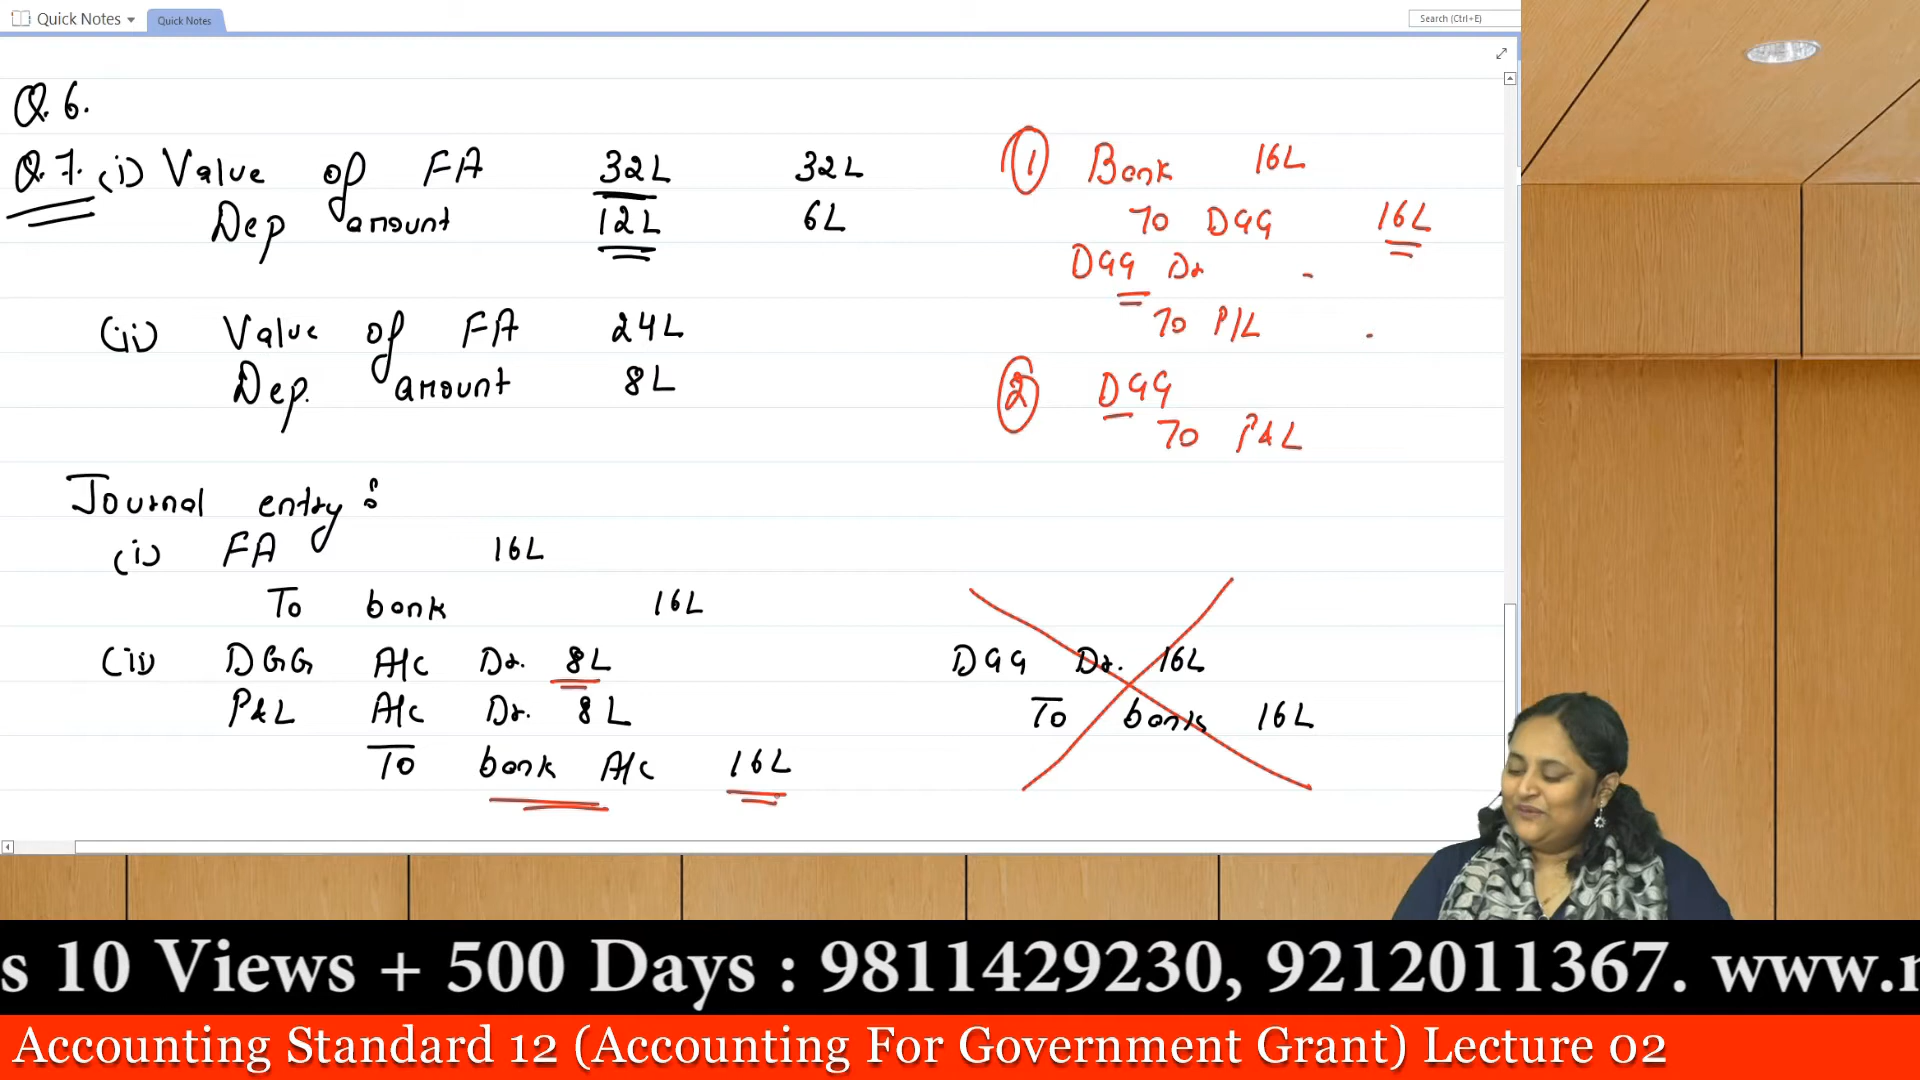 Quick Notes
Quick Notes
Search (Ctrl+E)
Q. 6.
Q. 7. (i) Value of FA 32L 32L
Dep amount 12L 6L
(ii) Value of FA 24L
Dep. amount 8L
Journal entry :
(i) FA 16L
To bank 16L
(ii) DGG A/c Dr. 8L
P&L A/c Dr. 8L
To bank A/c 16L
1 Bank 16L
To DGG 16L
DGG Dr -
To P/L .
2 DGG
To P&L
DGG Dr. 16L
To bank 16L
s 10 Views + 500 Days : 9811429230, 9212011367. www.
Accounting Standard 12 (Accounting For Government Grant) Lecture 02